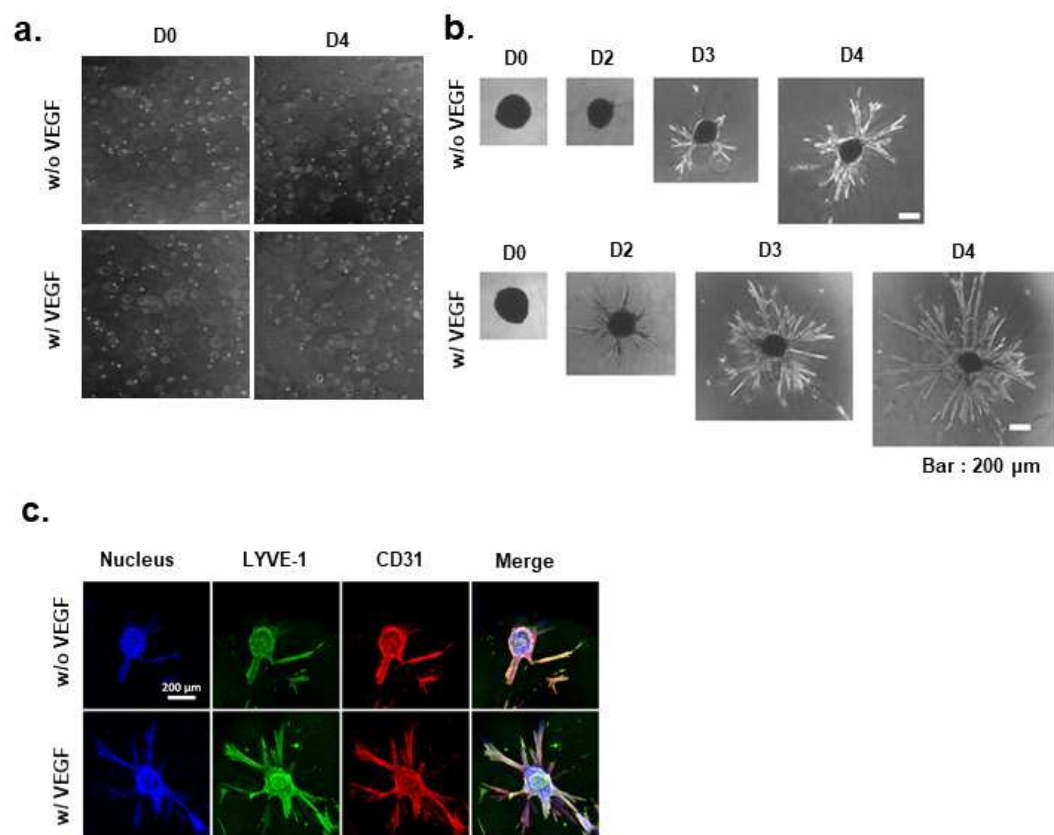 a.
D0 D4
w/o VEGF
w/ VEGF
b.
D0 D2 D3 D4
w/o VEGF
D0 D2 D3 D4
w/ VEGF
Bar : 200 µm
c.
Nucleus LYVE-1 CD31 Merge
w/o VEGF
200 µm
w/ VEGF